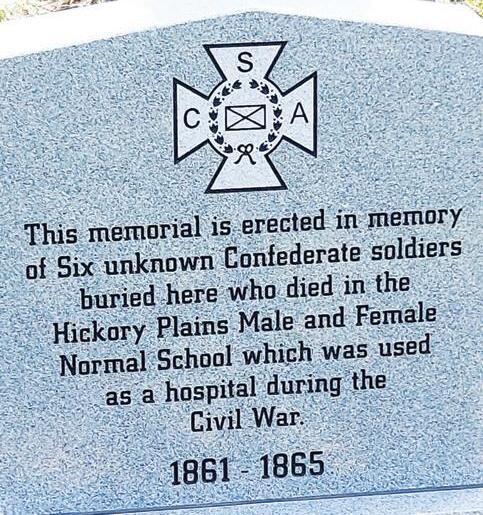 S
C A
This memorial is erected in memory
of Six unknown Confederate soldiers
buried here who died in the
Hickory Plains Male and Female
Normal School which was used
as a hospital during the
Civil War.
1861 - 1865